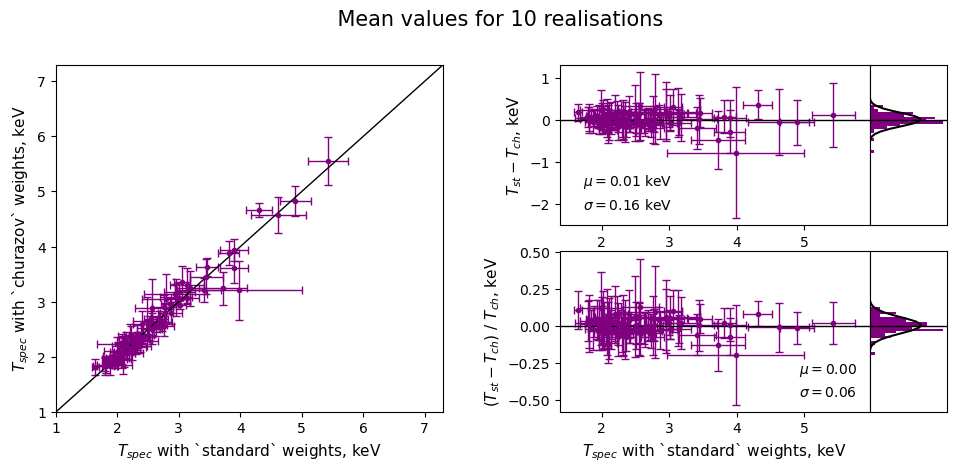 Mean values for 10 realisations
T_spec with ` churazov` weights, keV
7
6
5
4
3
2
1
1 2 3 4 5 6 7
T_spec with `standard` weights, keV
T_st − T_ch, keV
1
0
−1
−2
μ = 0.01 keV
σ = 0.16 keV
2 3 4 5
(T_st − T_ch) / T_ch, keV
0.50
0.25
0.00
−0.25
−0.50
μ = 0.00
σ = 0.06
2 3 4 5
T_spec with `standard` weights, keV